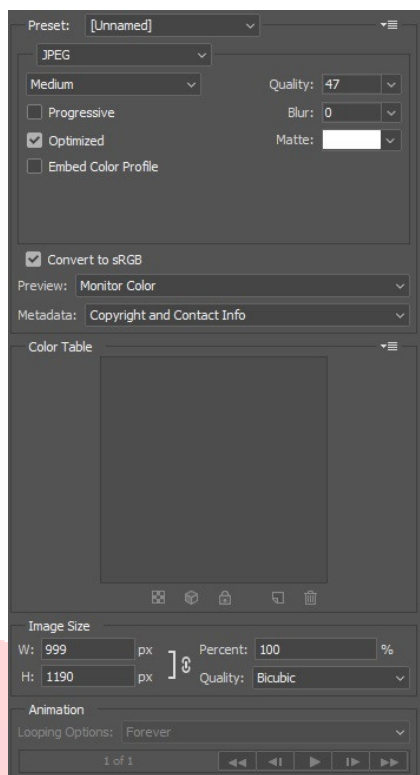 Preset: [Unnamed]
JPEG
Medium Quality: 47
Progressive Blur: 0
Optimized Matte:
Embed Color Profile
Convert to sRGB
Preview: Monitor Color
Metadata: Copyright and Contact Info
Color Table
Image Size
W: 999 px Percent: 100 %
H: 1190 px Quality: Bicubic
Animation
Looping Options: Forever
1 of 1